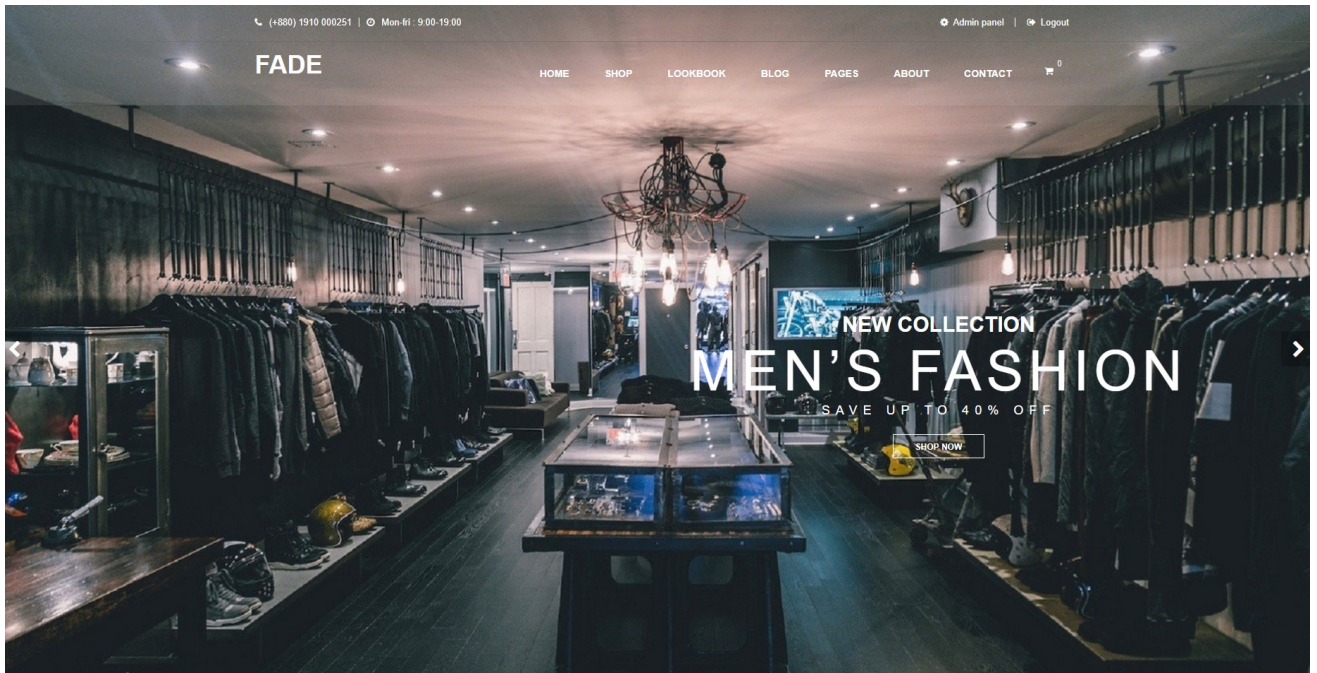 (+880) 1910 000251 | Mon-fri : 9:00-19:00 Admin panel | Logout
FADE HOME SHOP LOOKBOOK BLOG PAGES ABOUT CONTACT 0
NEW COLLECTION
MEN’S FASHION
SAVE UP TO 40% OFF
SHOP NOW